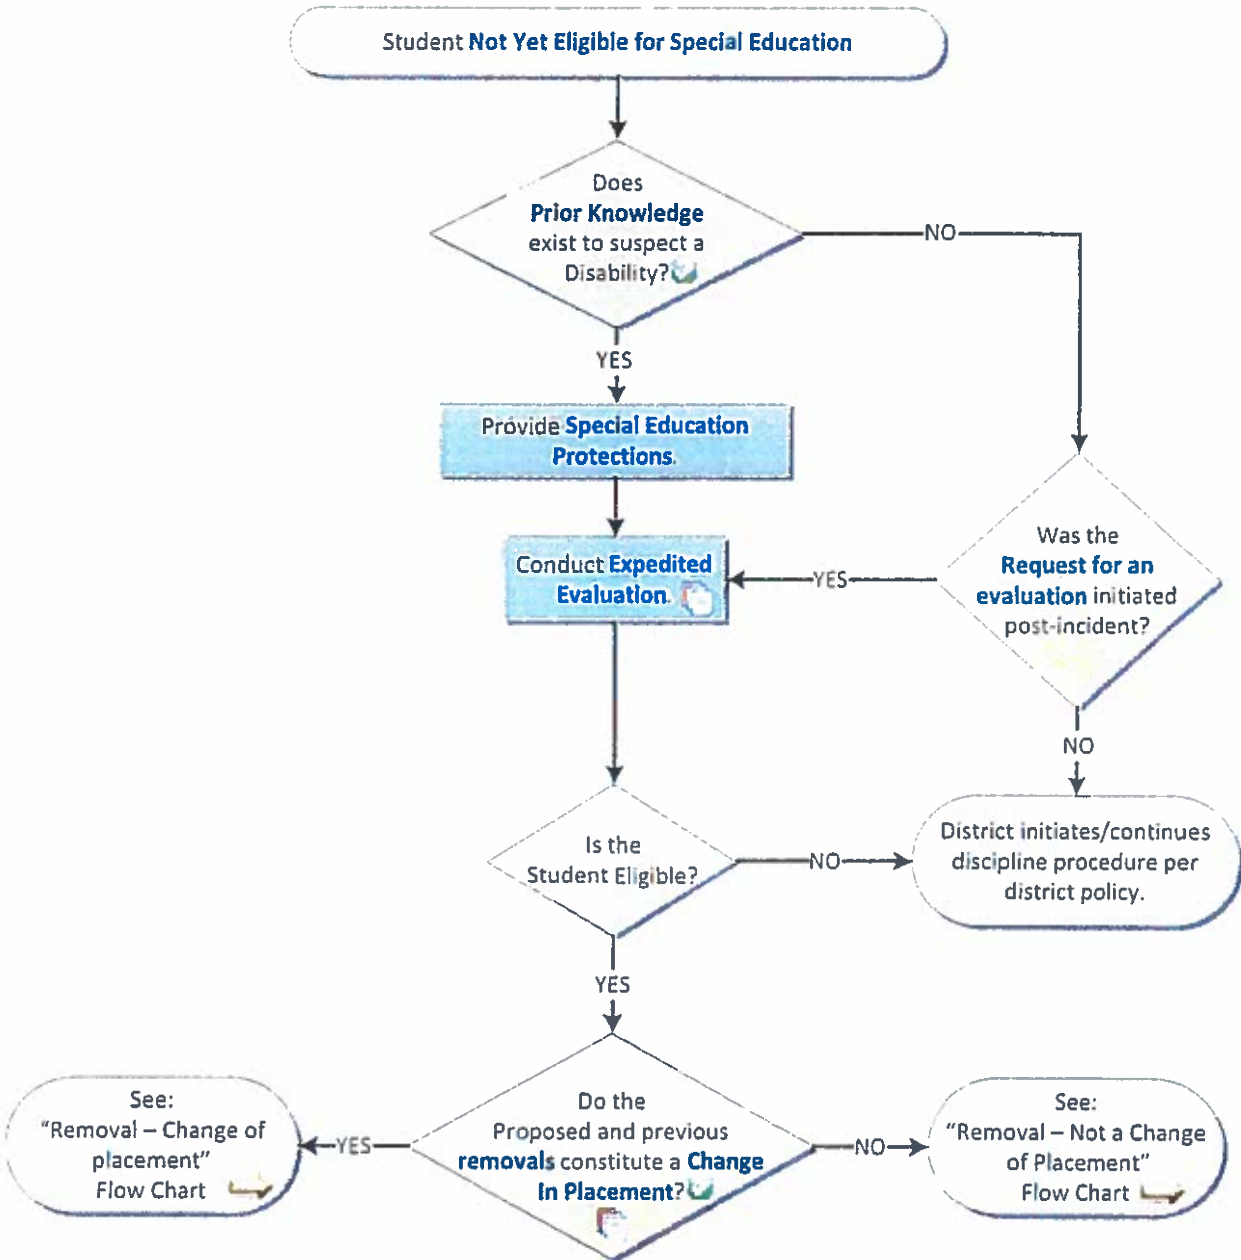 Student Not Yet Eligible for Special Education
Does
Prior Knowledge
exist to suspect a
Disability?
NO
YES
Provide Special Education
Protections.
Conduct Expedited
Evaluation.
YES
Was the
Request for an
evaluation initiated
post-incident?
NO
Is the
Student Eligible?
NO
District initiates/continues
discipline procedure per
district policy.
YES
See:
"Removal – Change of
placement"
Flow Chart
YES
Do the
Proposed and previous
removals constitute a Change
In Placement?
NO
See:
"Removal – Not a Change
of Placement"
Flow Chart